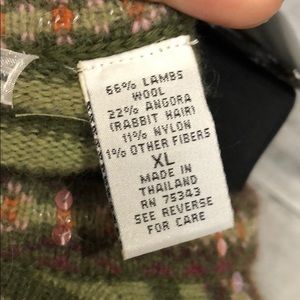 66% LAMBS
WOOL
22% ANGORA
(RABBIT HAIR)
11% NYLON
1% OTHER FIBERS
XL
MADE IN
THAILAND
RN 75343
SEE REVERSE
FOR CARE